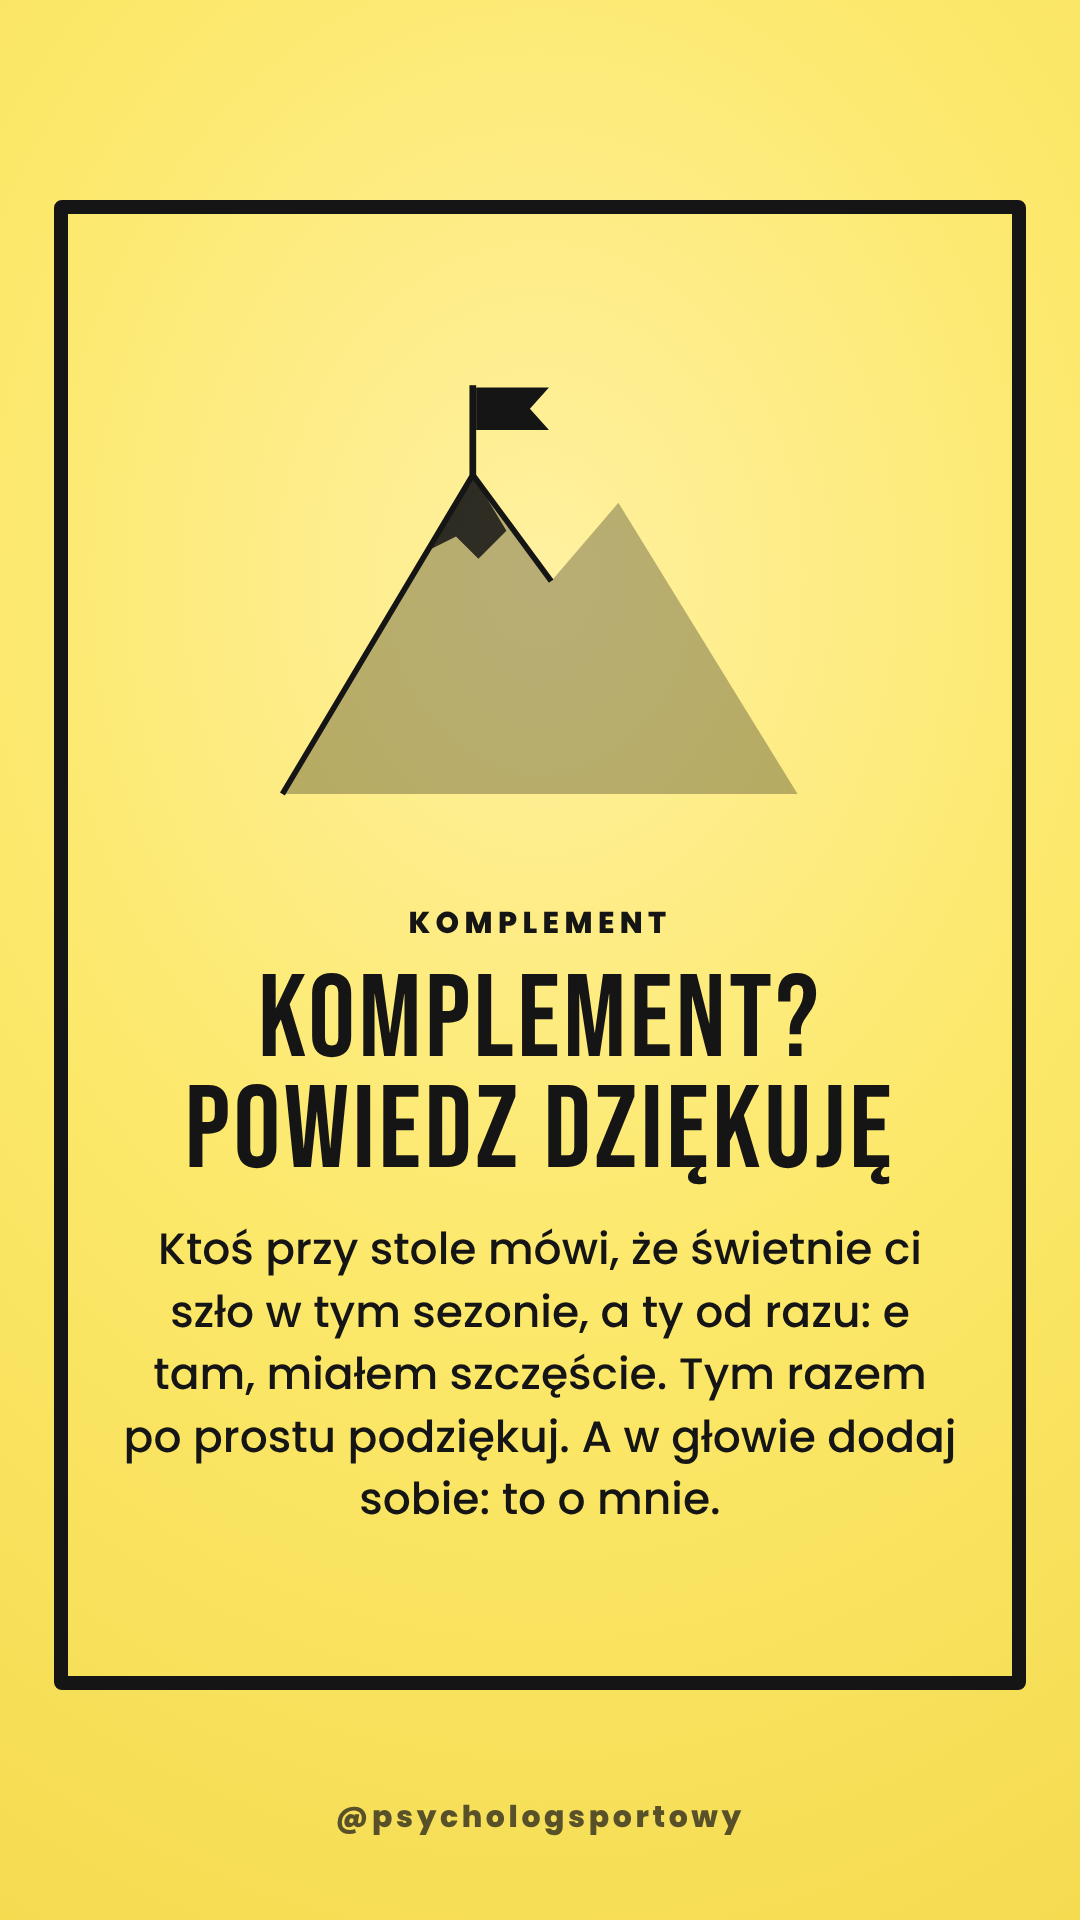 KOMPLEMENT
KOMPLEMENT?
POWIEDZ DZIĘKUJĘ
Ktoś przy stole mówi, że świetnie ci
szło w tym sezonie, a ty od razu: e
tam, miałem szczęście. Tym razem
po prostu podziękuj. A w głowie dodaj
sobie: to o mnie.
@psychologsportowy